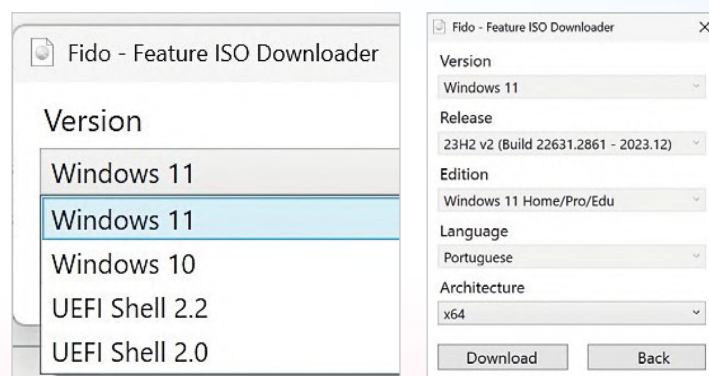 Fido - Feature ISO Downloader
Version
Windows 11
Windows 11
Windows 10
UEFI Shell 2.2
UEFI Shell 2.0
Fido - Feature ISO Downloader
Version
Windows 11
Release
23H2 v2 (Build 22631.2861 - 2023.12)
Edition
Windows 11 Home/Pro/Edu
Language
Portuguese
Architecture
x64
Download Back